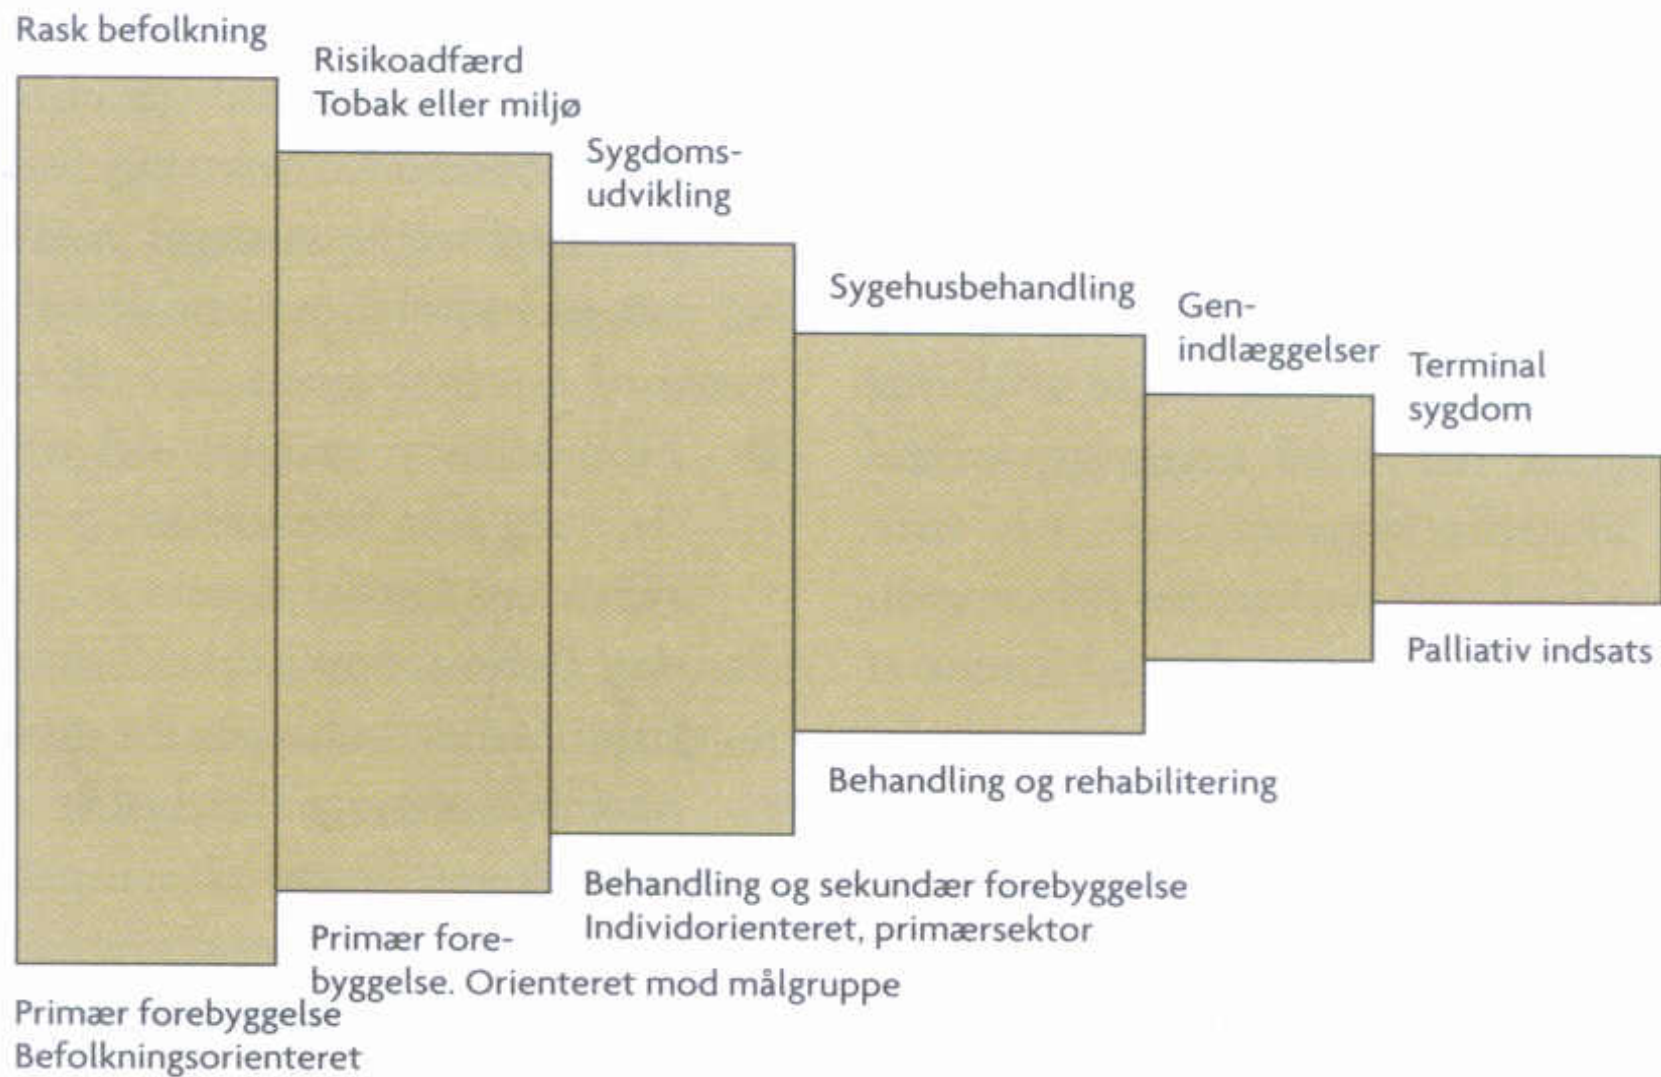 Rask befolkning
Risikoadfærd
Tobak eller miljø
Sygdoms-
udvikling
Sygehusbehandling
Gen-
indlæggelser
Terminal
sygdom
Palliativ indsats
Behandling og rehabilitering
Behandling og sekundær forebyggelse
Individorienteret, primærsektor
Primær fore-
byggelse. Orienteret mod målgruppe
Primær forebyggelse
Befolkningsorienteret